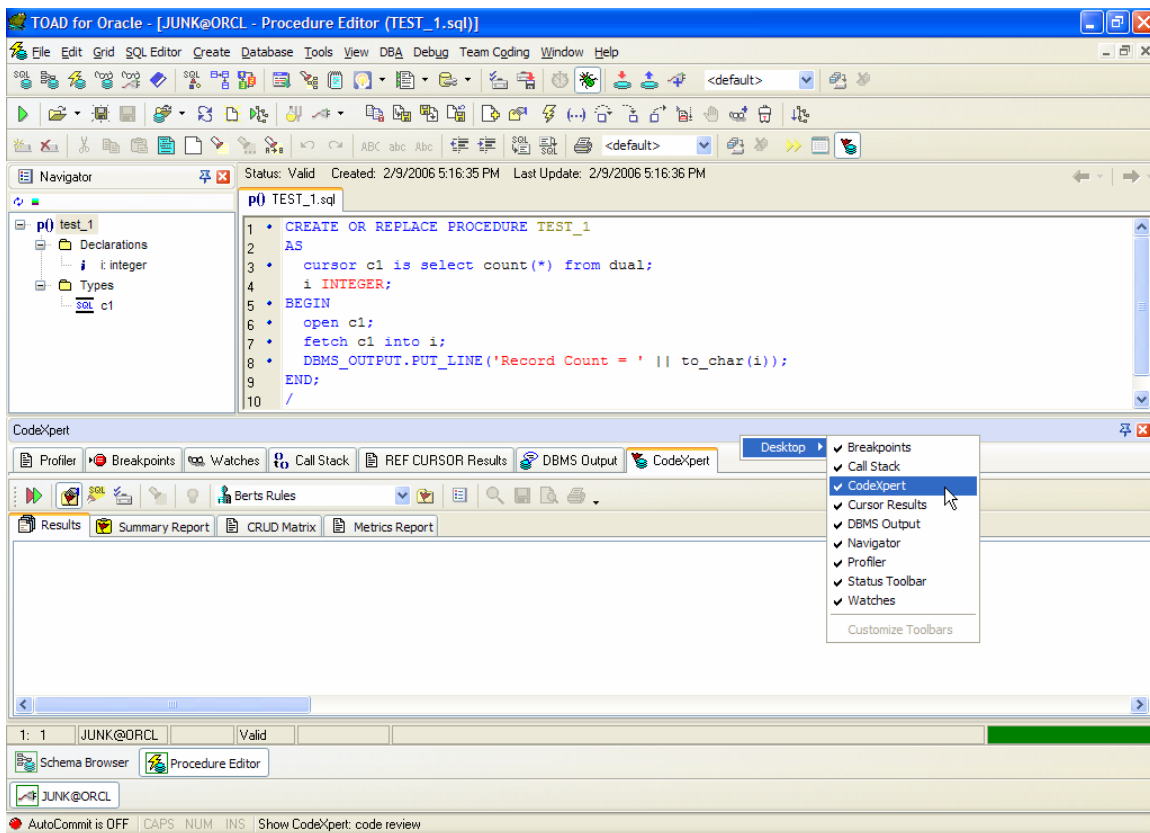 TOAD for Oracle - [JUNK@ORCL - Procedure Editor (TEST_1.sql)]
File Edit Grid SQL Editor Create Database Tools View DBA Debug Team Coding Window Help
<default>
<default>
Navigator
Status: Valid Created: 2/9/2006 5:16:35 PM Last Update: 2/9/2006 5:16:36 PM
p() TEST_1.sql
p() test_1
Declarations
i i: integer
Types
SQL c1
1 CREATE OR REPLACE PROCEDURE TEST_1
2 AS
3 cursor c1 is select count(*) from dual;
4 i INTEGER;
5 BEGIN
6 open c1;
7 fetch c1 into i;
8 DBMS_OUTPUT.PUT_LINE('Record Count = ' || to_char(i));
9 END;
10 /
CodeXpert
Profiler Breakpoints Watches Call Stack REF CURSOR Results DBMS Output CodeXpert
Desktop
Breakpoints
Call Stack
CodeXpert
Cursor Results
DBMS Output
Navigator
Profiler
Status Toolbar
Watches
Customize Toolbars
Berts Rules
Results Summary Report CRUD Matrix Metrics Report
1: 1 JUNK@ORCL Valid
Schema Browser Procedure Editor
JUNK@ORCL
AutoCommit is OFF CAPS NUM INS Show CodeXpert: code review